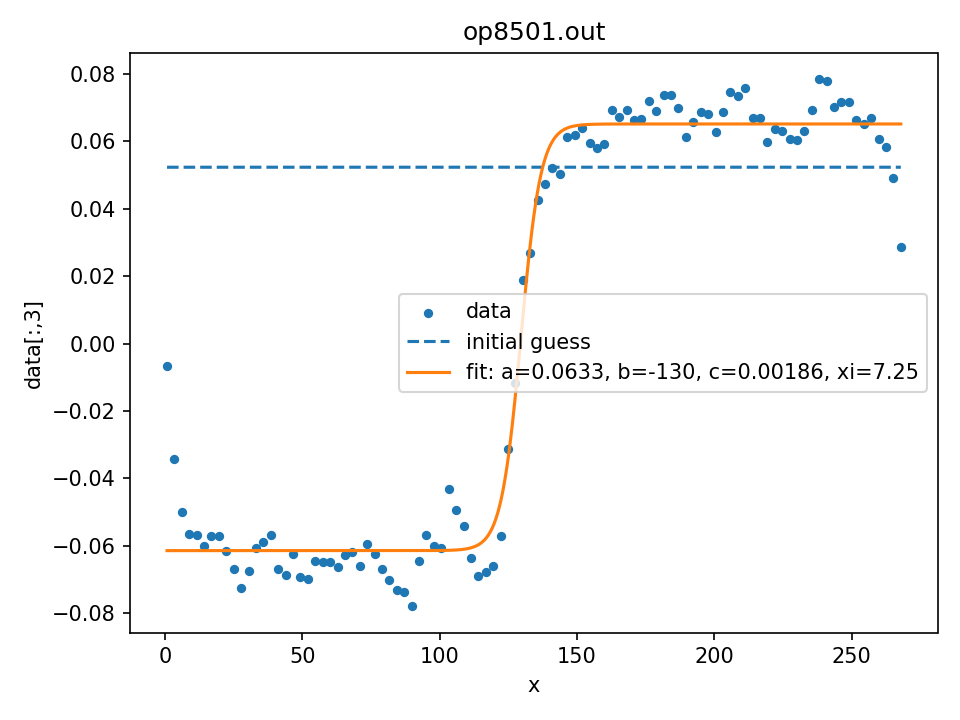 op8501.out
0.08
0.06
0.04
0.02
0.00
−0.02
−0.04
−0.06
−0.08
data[:,3]
data
initial guess
fit: a=0.0633, b=-130, c=0.00186, xi=7.25
0 50 100 150 200 250
x